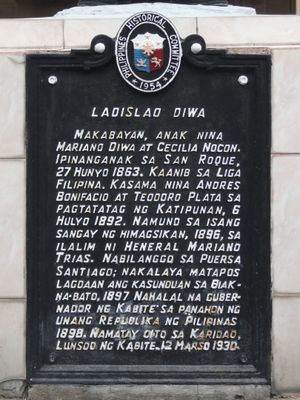 PHILIPPINES HISTORICAL COMMITTEE
1954
LADISLAO DIWA
MAKABAYAN, ANAK NINA
MARIANO DIWA AT CECILIA NOCON.
IPINANGANAK SA SAN ROQUE,
27 HUNYO 1863. KAANIB SA LIGA
FILIPINA. KASAMA NINA ANDRES
BONIFACIO AT TEODORO PLATA SA
PAGTATATAG NG KATIPUNAN, 6
HULYO 1892. NAMUNO SA ISANG
SANGAY NG HIMAGSIKAN, 1896, SA
ILALIM NI HENERAL MARIANO
TRIAS. NABILANGGO SA PUERSA
SANTIAGO; NAKALAYA MATAPOS
LAGDAAN ANG KASUNDUAN SA BIAK-
NA-BATO, 1897 NAHALAL NA GUBER-
NADOR NG KABITE SA PANAHON NG
UNANG REPUBLIKA NG PILIPINAS
1898. NAMATAY DITO SA KARIDAD,
LUNSOD NG KABITE. 12 MARSO 1930.